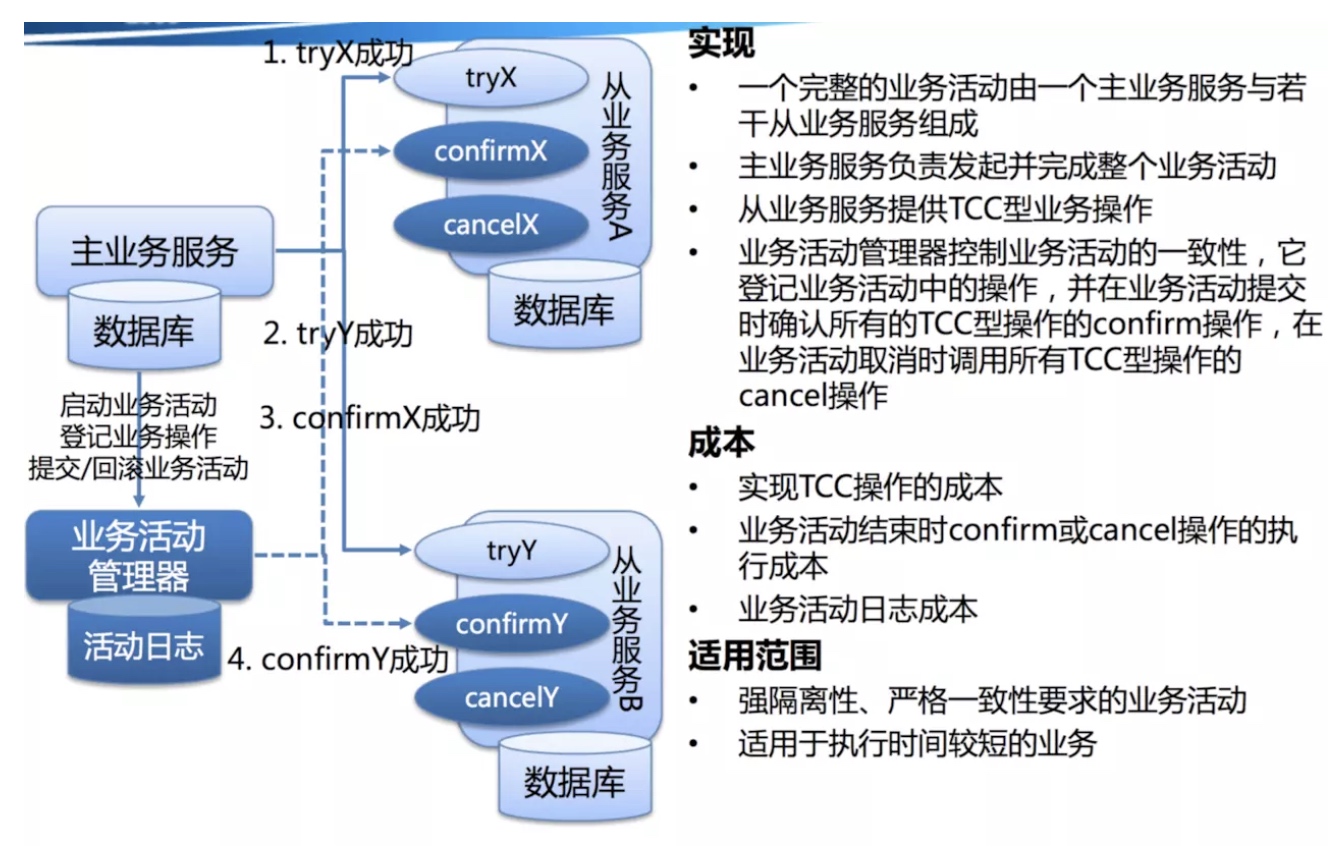 1. tryX成功
tryX
confirmX
cancelX
从业务服务A
数据库
主业务服务
数据库
2. tryY成功
启动业务活动
登记业务操作
提交/回滚业务活动
3. confirmX成功
业务活动
管理器
活动日志
tryY
confirmY
cancelY
从业务服务B
4. confirmY成功
数据库
实现
• 一个完整的业务活动由一个主业务服务与若
干从业务服务组成
• 主业务服务负责发起并完成整个业务活动
• 从业务服务提供TCC型业务操作
• 业务活动管理器控制业务活动的一致性，它
登记业务活动中的操作，并在业务活动提交
时确认所有的TCC型操作的confirm操作，在
业务活动取消时调用所有TCC型操作的
cancel操作
成本
• 实现TCC操作的成本
• 业务活动结束时confirm或cancel操作的执
行成本
• 业务活动日志成本
适用范围
• 强隔离性、严格一致性要求的业务活动
• 适用于执行时间较短的业务